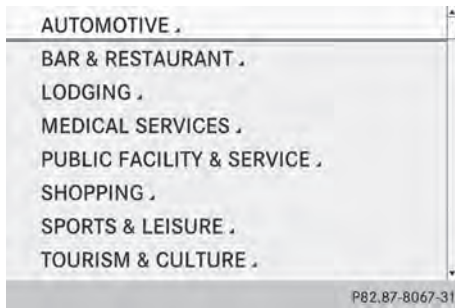 AUTOMOTIVE
BAR & RESTAURANT
LODGING
MEDICAL SERVICES
PUBLIC FACILITY & SERVICE
SHOPPING
SPORTS & LEISURE
TOURISM & CULTURE
P82.87-8067-31